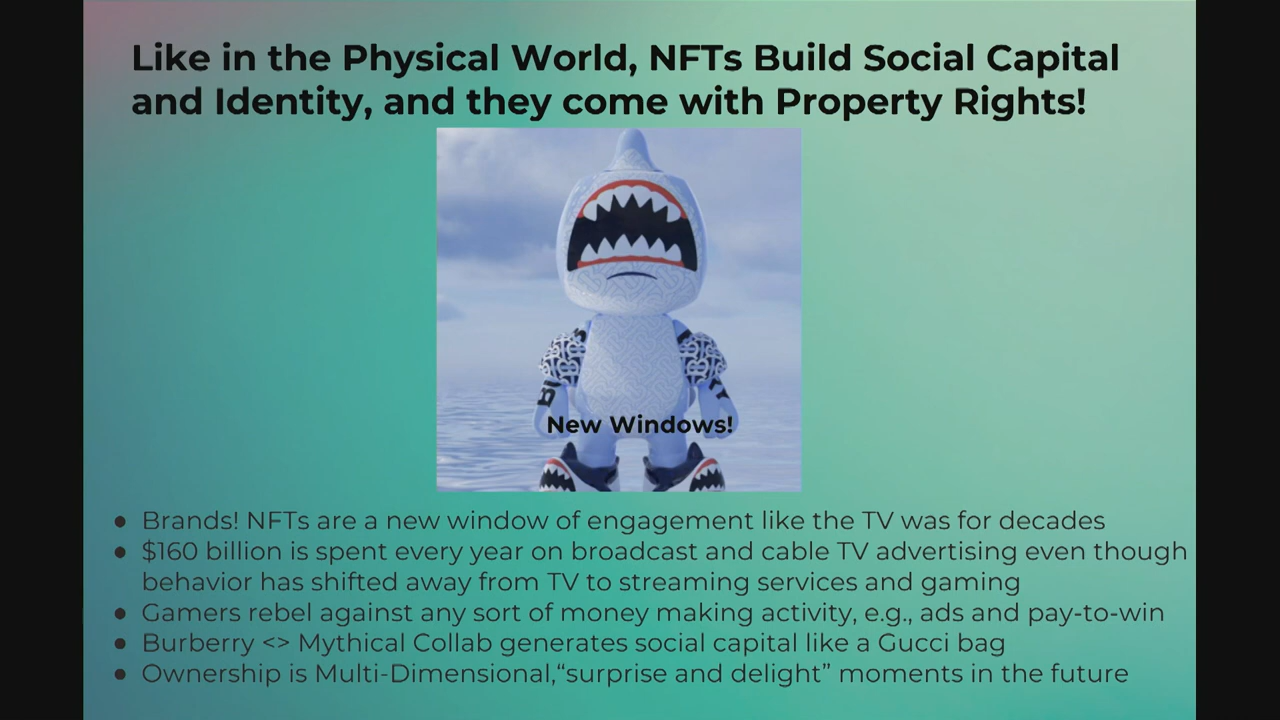 Like in the Physical World, NFTs Build Social Capital
and Identity, and they come with Property Rights!
New Windows!
● Brands! NFTs are a new window of engagement like the TV was for decades
● $160 billion is spent every year on broadcast and cable TV advertising even though
behavior has shifted away from TV to streaming services and gaming
● Gamers rebel against any sort of money making activity, e.g., ads and pay-to-win
● Burberry <> Mythical Collab generates social capital like a Gucci bag
● Ownership is Multi-Dimensional,“surprise and delight” moments in the future